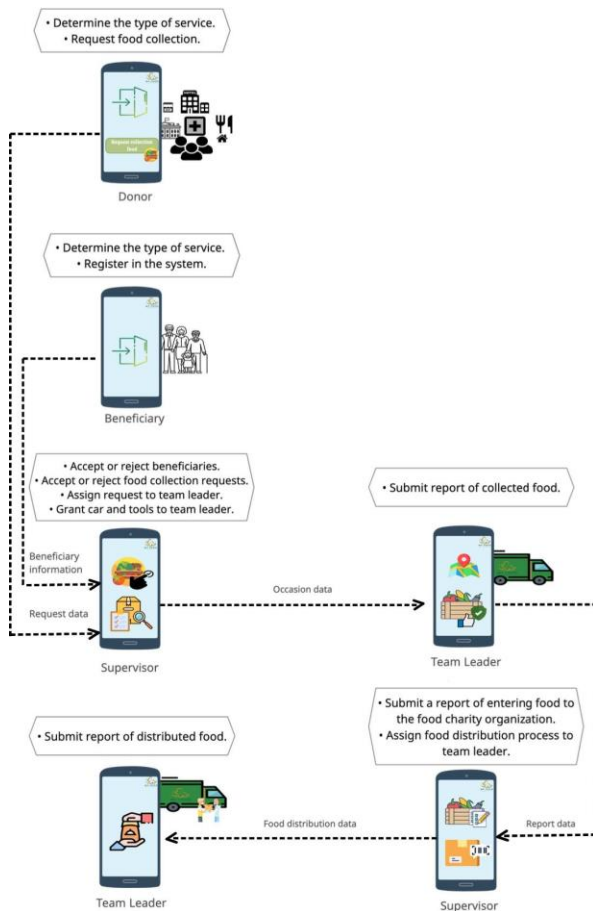 • Determine the type of service.
• Request food collection.
Request collection
food
Donor
• Determine the type of service.
• Register in the system.
Beneficiary
• Accept or reject beneficiaries.
• Accept or reject food collection requests.
• Assign request to team leader.
• Grant car and tools to team leader.
• Submit report of collected food.
Beneficiary
information
Request data
Occasion data
Supervisor
Team Leader
• Submit report of distributed food.
• Submit a report of entering food to
the food charity organization.
• Assign food distribution process to
team leader.
Food distribution data
Report data
Team Leader
Supervisor